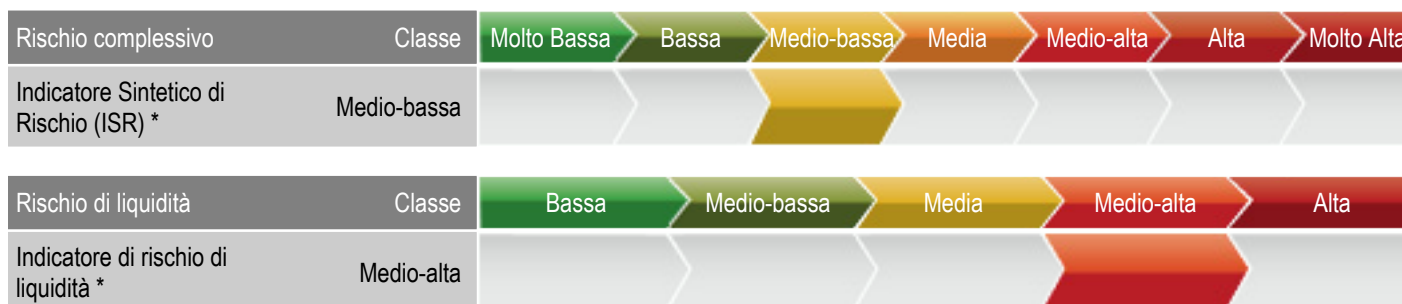 Rischio complessivo Classe Molto Bassa Bassa Medio-bassa Media Medio-alta Alta Molto Alta
Indicatore Sintetico di
Rischio (ISR) * Medio-bassa
Rischio di liquidità Classe Bassa Medio-bassa Media Medio-alta Alta
Indicatore di rischio di
liquidità * Medio-alta